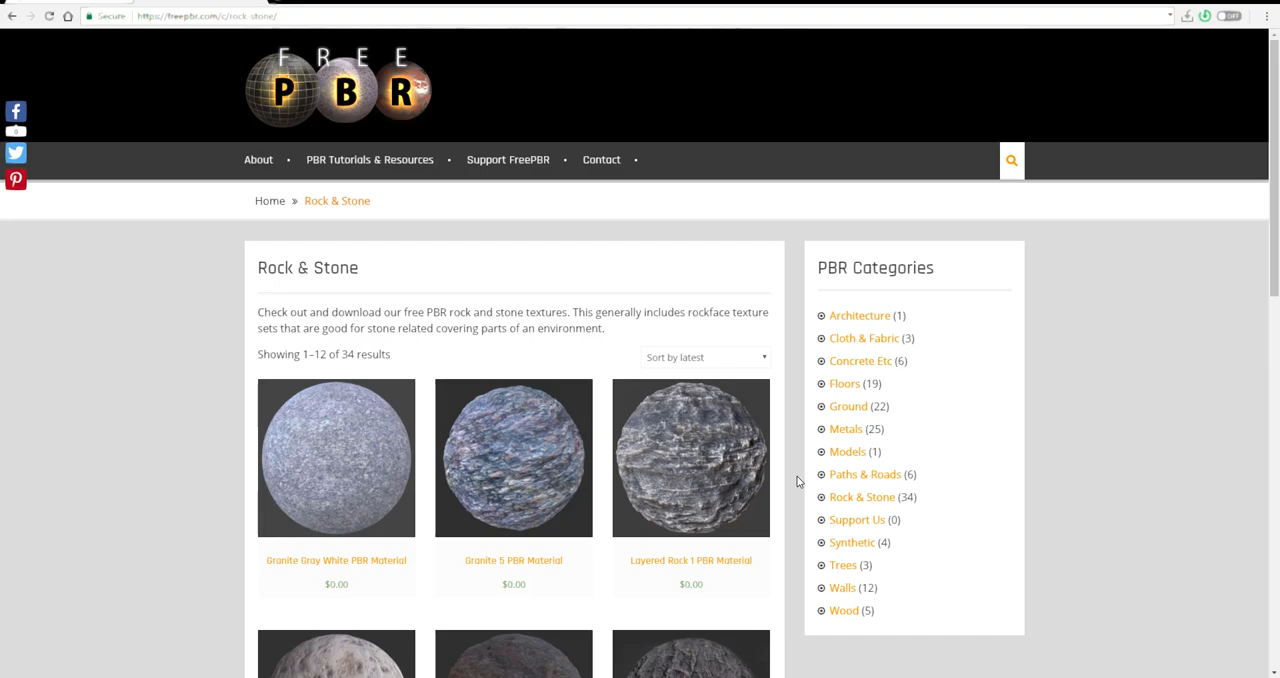 Secure https://freepbr.com/c/rock-stone/
OFF
FREE
PBR
0
About • PBR Tutorials & Resources • Support FreePBR • Contact •
Home » Rock & Stone
Rock & Stone
Check out and download our free PBR rock and stone textures. This generally includes rockface texture
sets that are good for stone related covering parts of an environment.
Showing 1–12 of 34 results
Sort by latest
Granite Gray White PBR Material
$0.00
Granite 5 PBR Material
$0.00
Layered Rock 1 PBR Material
$0.00
PBR Categories
Architecture (1)
Cloth & Fabric (3)
Concrete Etc (6)
Floors (19)
Ground (22)
Metals (25)
Models (1)
Paths & Roads (6)
Rock & Stone (34)
Support Us (0)
Synthetic (4)
Trees (3)
Walls (12)
Wood (5)